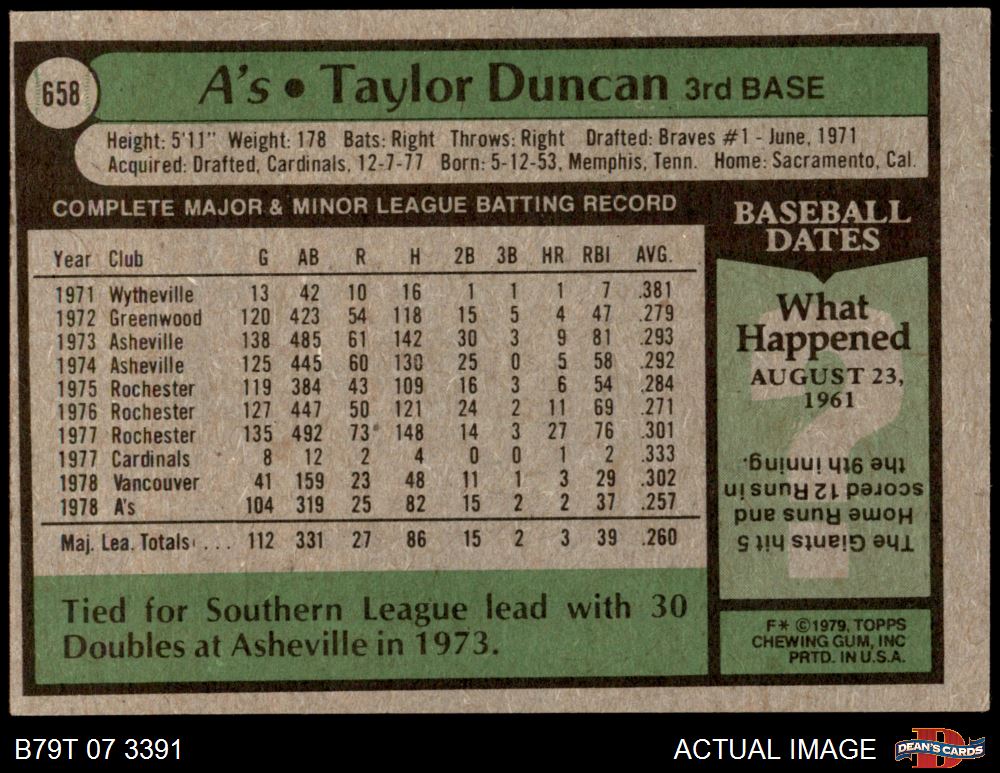 658
A's • Taylor Duncan 3rd BASE
Height: 5'11" Weight: 178 Bats: Right Throws: Right Drafted: Braves #1 - June, 1971
Acquired: Drafted, Cardinals, 12-7-77 Born: 5-12-53, Memphis, Tenn. Home: Sacramento, Cal.
COMPLETE MAJOR & MINOR LEAGUE BATTING RECORD
Year Club G AB R H 2B 3B HR RBI AVG.
1971 Wytheville 13 42 10 16 1 1 1 7 .381
1972 Greenwood 120 423 54 118 15 5 4 47 .279
1973 Asheville 138 485 61 142 30 3 9 81 .293
1974 Asheville 125 445 60 130 25 0 5 58 .292
1975 Rochester 119 384 43 109 16 3 6 54 .284
1976 Rochester 127 447 50 121 24 2 11 69 .271
1977 Rochester 135 492 73 148 14 3 27 76 .301
1977 Cardinals 8 12 2 4 0 0 1 2 .333
1978 Vancouver 41 159 23 48 11 1 3 29 .302
1978 A's 104 319 25 82 15 2 2 37 .257
Maj. Lea. Totals . . . 112 331 27 86 15 2 3 39 .260
Tied for Southern League lead with 30
Doubles at Asheville in 1973.
BASEBALL
DATES
What
Happened
AUGUST 23,
1961
The Giants hit 5
Home Runs and
scored 12 Runs in
the 9th inning.
F* ©1979, TOPPS
CHEWING GUM, INC
PRTD. IN U.S.A.
B79T 07 3391
ACTUAL IMAGE
D
DEAN'S CARDS